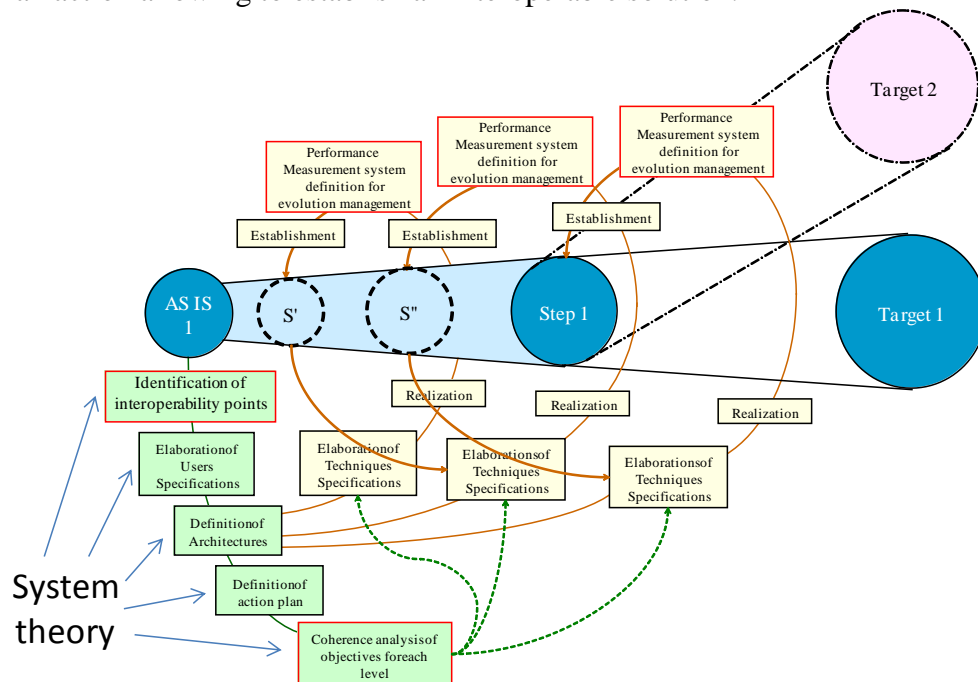 Target 2
Performance
Measurement system
definition for
evolution management
Performance
Measurement system
definition for
evolution management
Performance
Measurement system
definition for
evolution management
Establishment
Establishment
Establishment
AS IS
1
S'
S"
Step 1
Target 1
Identification of
interoperability points
Realization
Realization
Realization
Elaborationof
Users
Specifications
Elaborationof
Techniques
Specifications
Elaborationsof
Techniques
Specifications
Elaborationsof
Techniques
Specifications
Definitionof
Architectures
System
theory
Definitionof
action plan
Coherence analysisof
objectives foreach
level